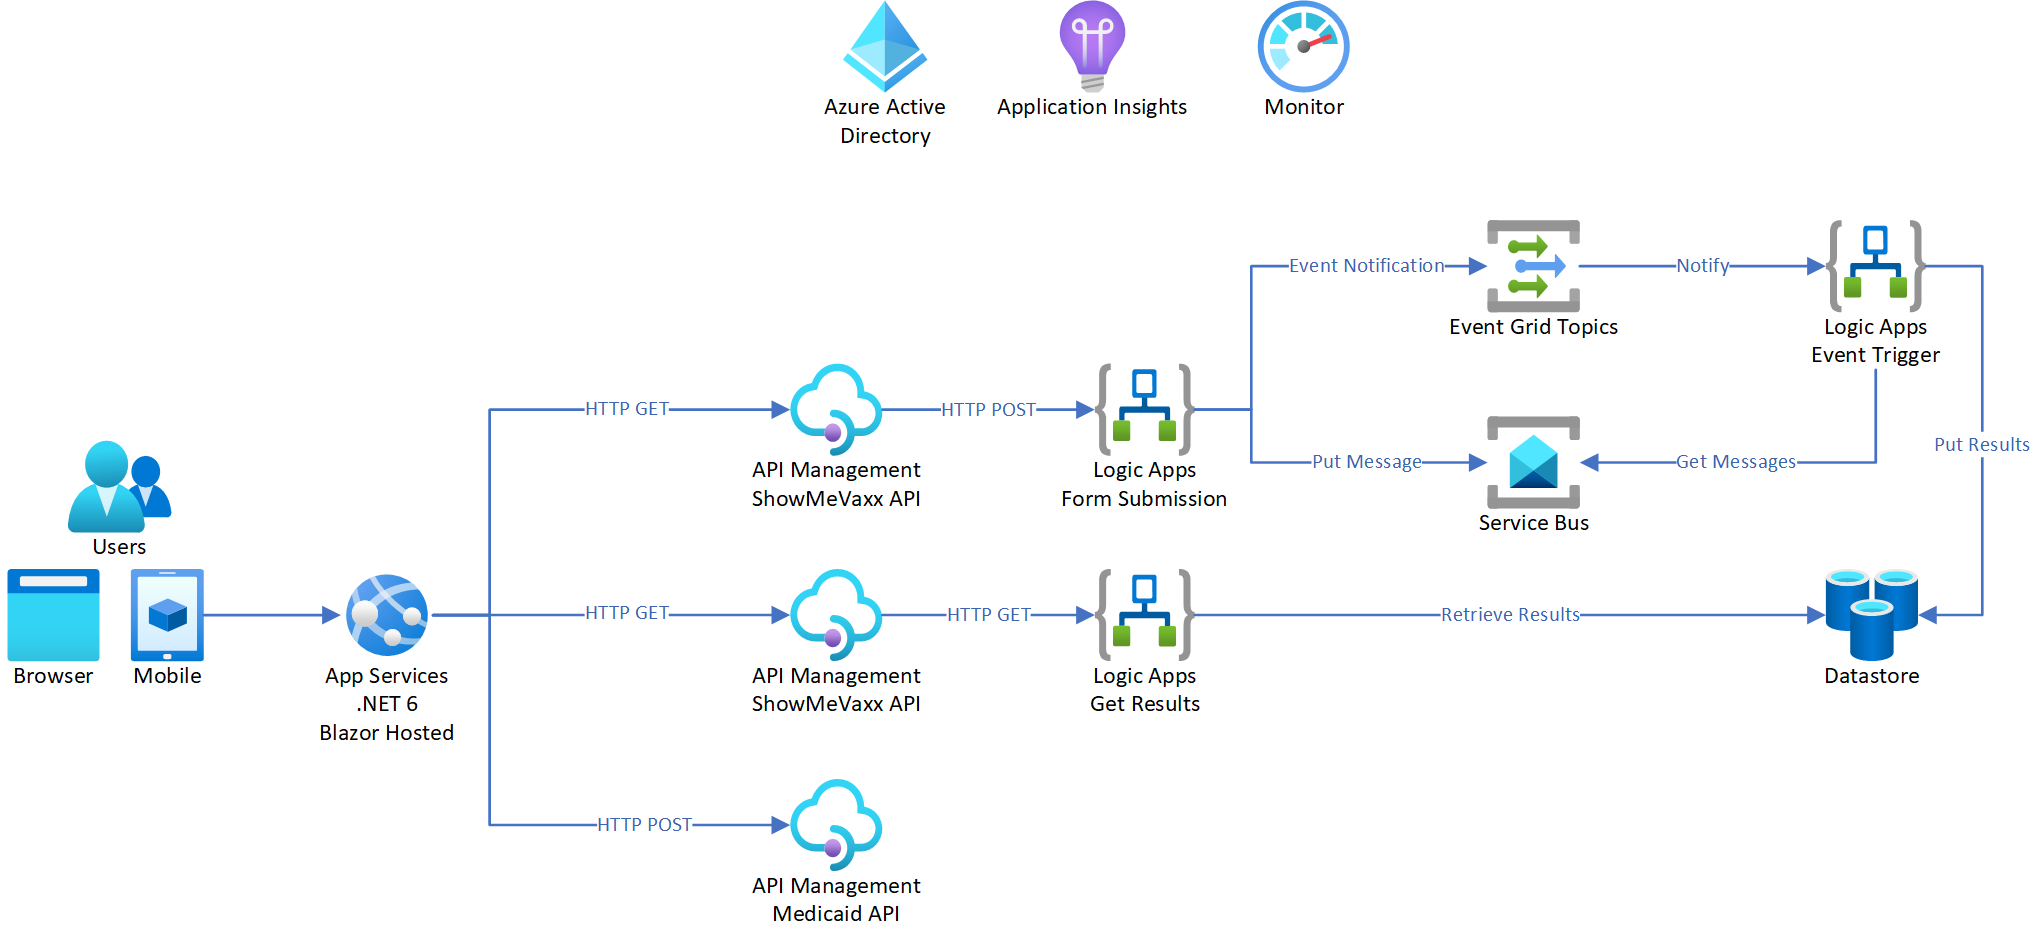 Azure Active
Directory
Application Insights
Monitor
Event Notification
Notify
Event Grid Topics
Logic Apps
Event Trigger
HTTP GET
HTTP POST
API Management
ShowMeVaxx API
Logic Apps
Form Submission
Put Message
Get Messages
Service Bus
Put Results
Users
Browser
Mobile
App Services
.NET 6
Blazor Hosted
HTTP GET
HTTP GET
API Management
ShowMeVaxx API
Logic Apps
Get Results
Retrieve Results
Datastore
HTTP POST
API Management
Medicaid API